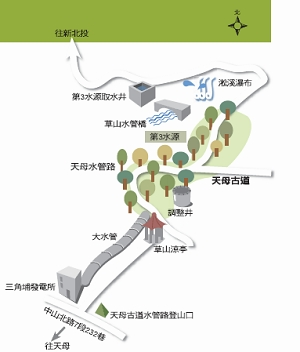 北
往新北投
淞溪瀑布
第3水源取水井
草山水管橋
第3水源
天母水管路
天母古道
調整井
大水管
草山涼亭
三角埔發電所
中山北路7段232巷
天母古道水管路登山口
往天母